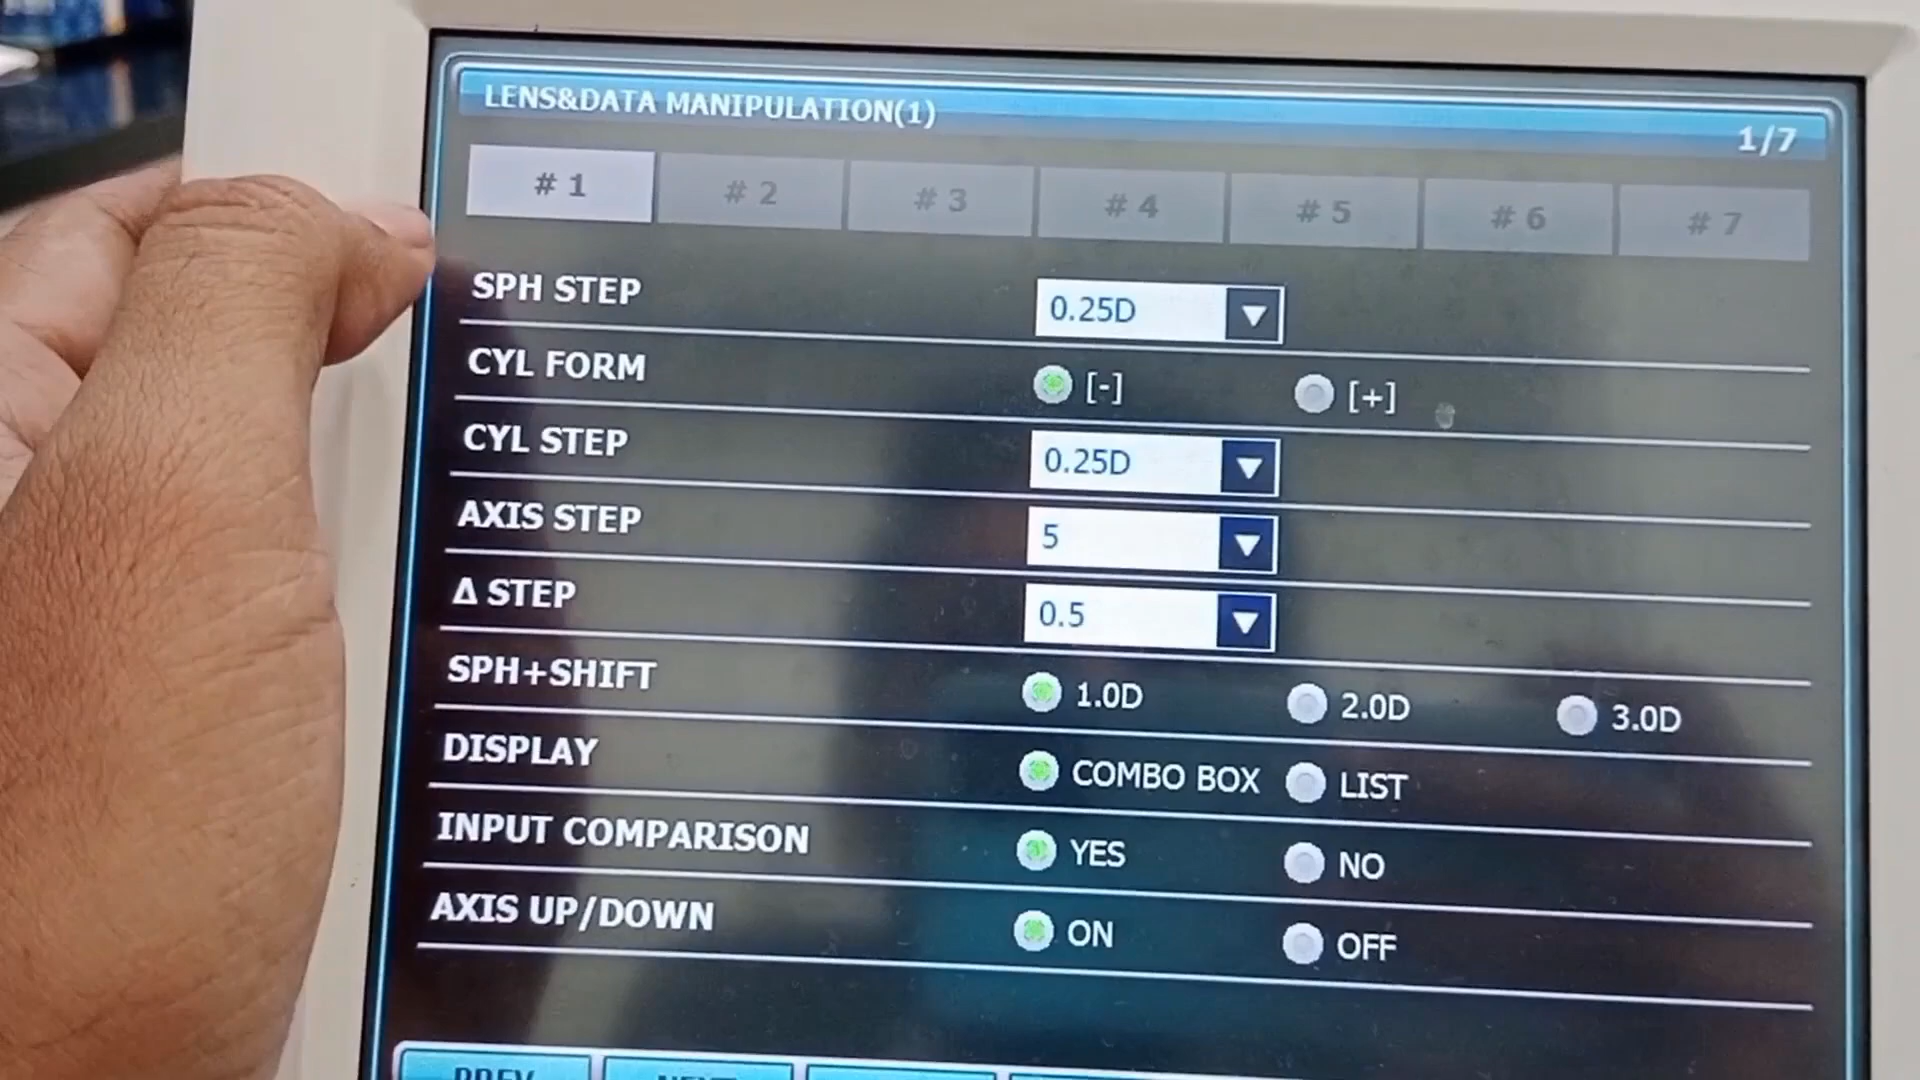 LENS&DATA MANIPULATION(1)
1/7
# 1 # 2 # 3 # 4 # 5 # 6 # 7
SPH STEP 0.25D
CYL FORM [-] [+]
CYL STEP 0.25D
AXIS STEP 5
Δ STEP 0.5
SPH+SHIFT 1.0D 2.0D 3.0D
DISPLAY COMBO BOX LIST
INPUT COMPARISON YES NO
AXIS UP/DOWN ON OFF
PREV NEXT